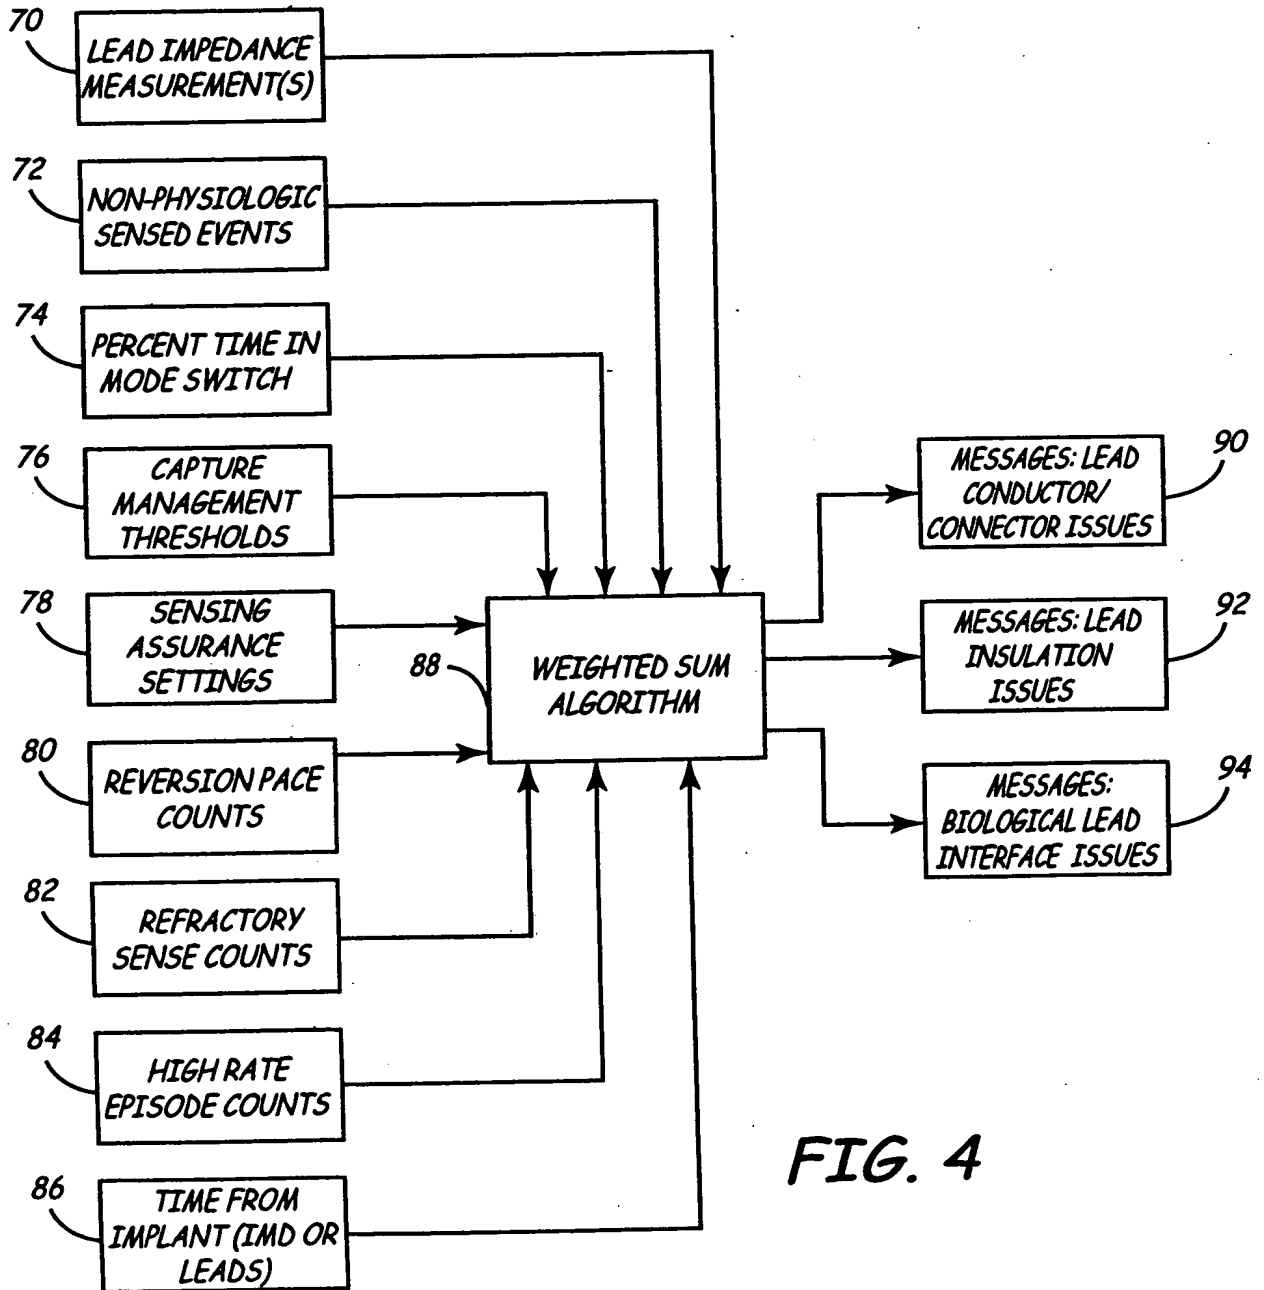 70
LEAD IMPEDANCE
MEASUREMENT(S)
72
NON-PHYSIOLOGIC
SENSED EVENTS
74
PERCENT TIME IN
MODE SWITCH
76
CAPTURE
MANAGEMENT
THRESHOLDS
78
SENSING
ASSURANCE
SETTINGS
80
REVERSION PACE
COUNTS
82
REFRACTORY
SENSE COUNTS
84
HIGH RATE
EPISODE COUNTS
86
TIME FROM
IMPLANT (IMD OR
LEADS)
88
WEIGHTED SUM
ALGORITHM
90
MESSAGES: LEAD
CONDUCTOR/
CONNECTOR ISSUES
92
MESSAGES: LEAD
INSULATION
ISSUES
94
MESSAGES:
BIOLOGICAL LEAD
INTERFACE ISSUES
FIG. 4